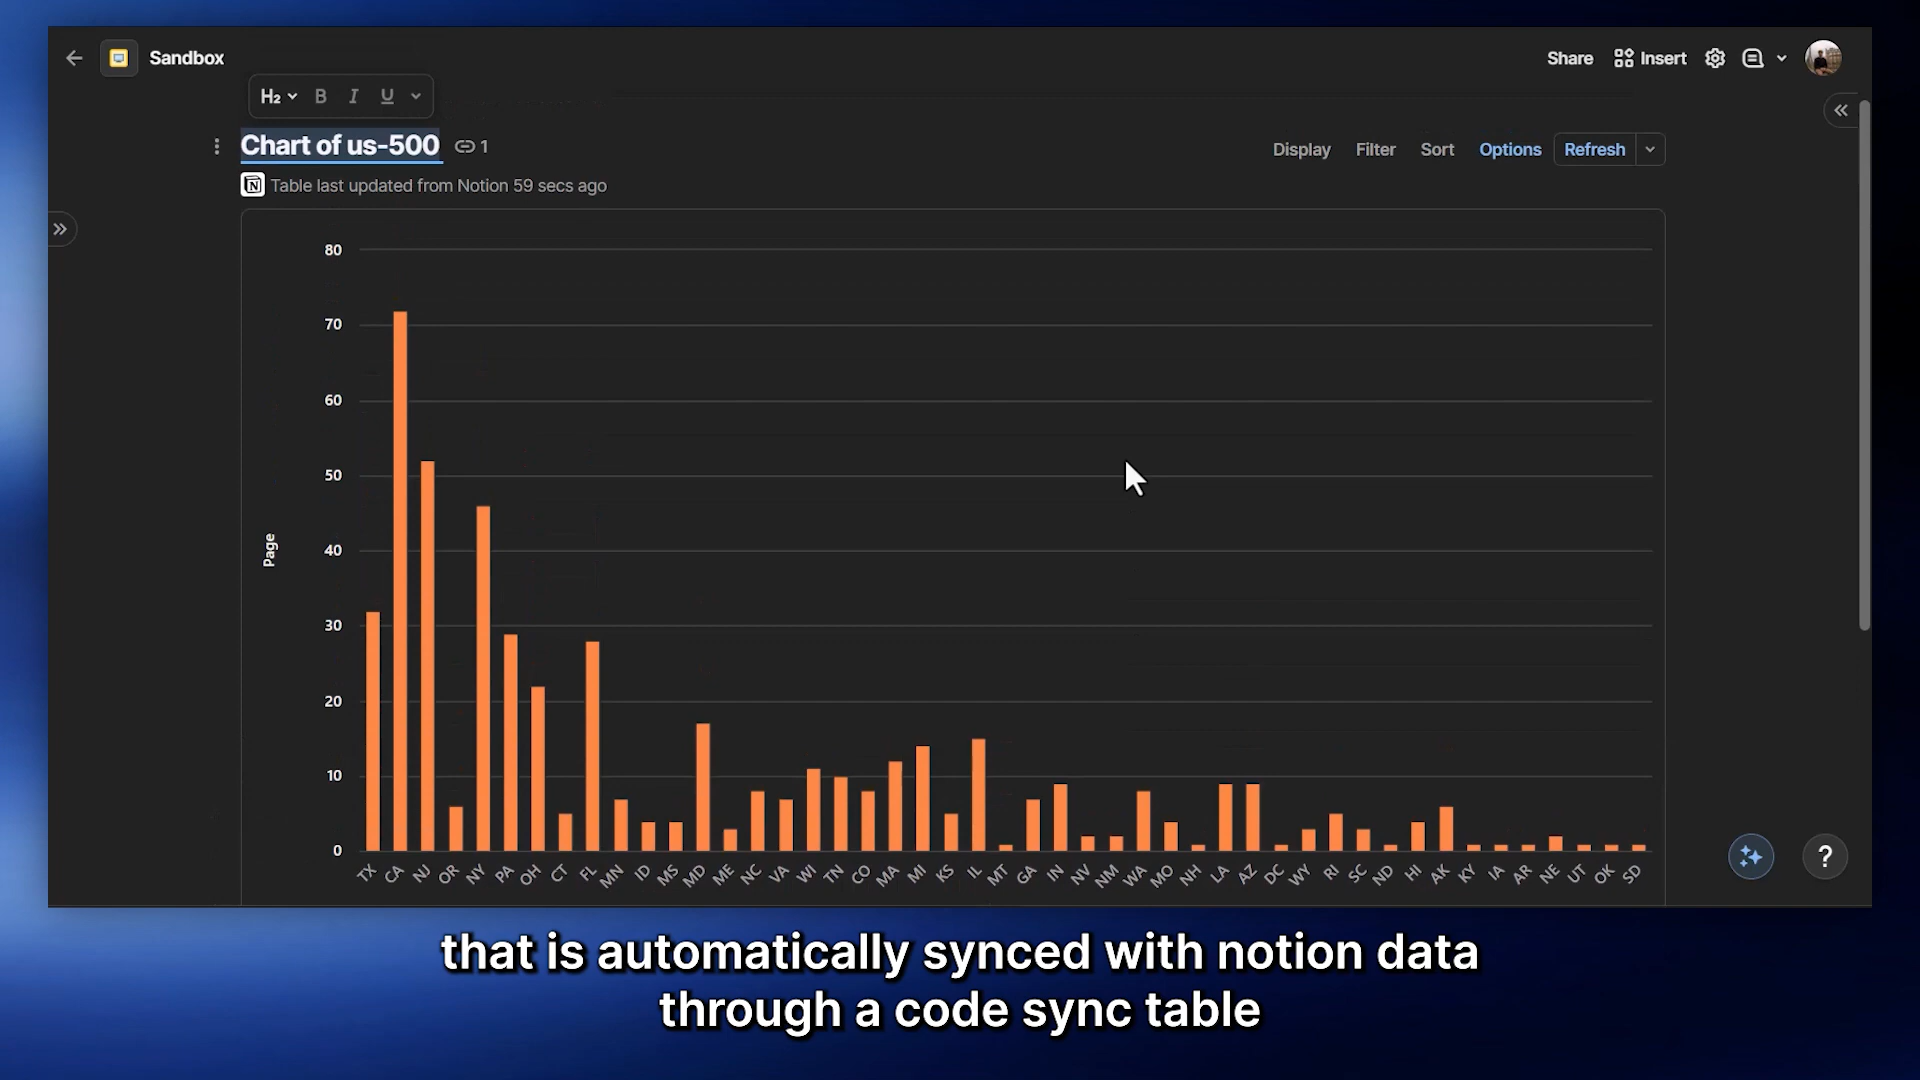 Sandbox
Share Insert
H2 B I U
Chart of us-500 1
Display Filter Sort Options Refresh
Table last updated from Notion 59 secs ago
80
70
60
50
40
30
20
10
0
Page
TX CA NJ OR NY PA OH CT FL MN ID MS MD ME NC VA WI TN CO MA MI KS IL MT GA IN NV NM WA MO NH LA AZ DC WY RI SC ND HI AK KY IA AR NE UT OK SD
?
that is automatically synced with notion data
through a code sync table